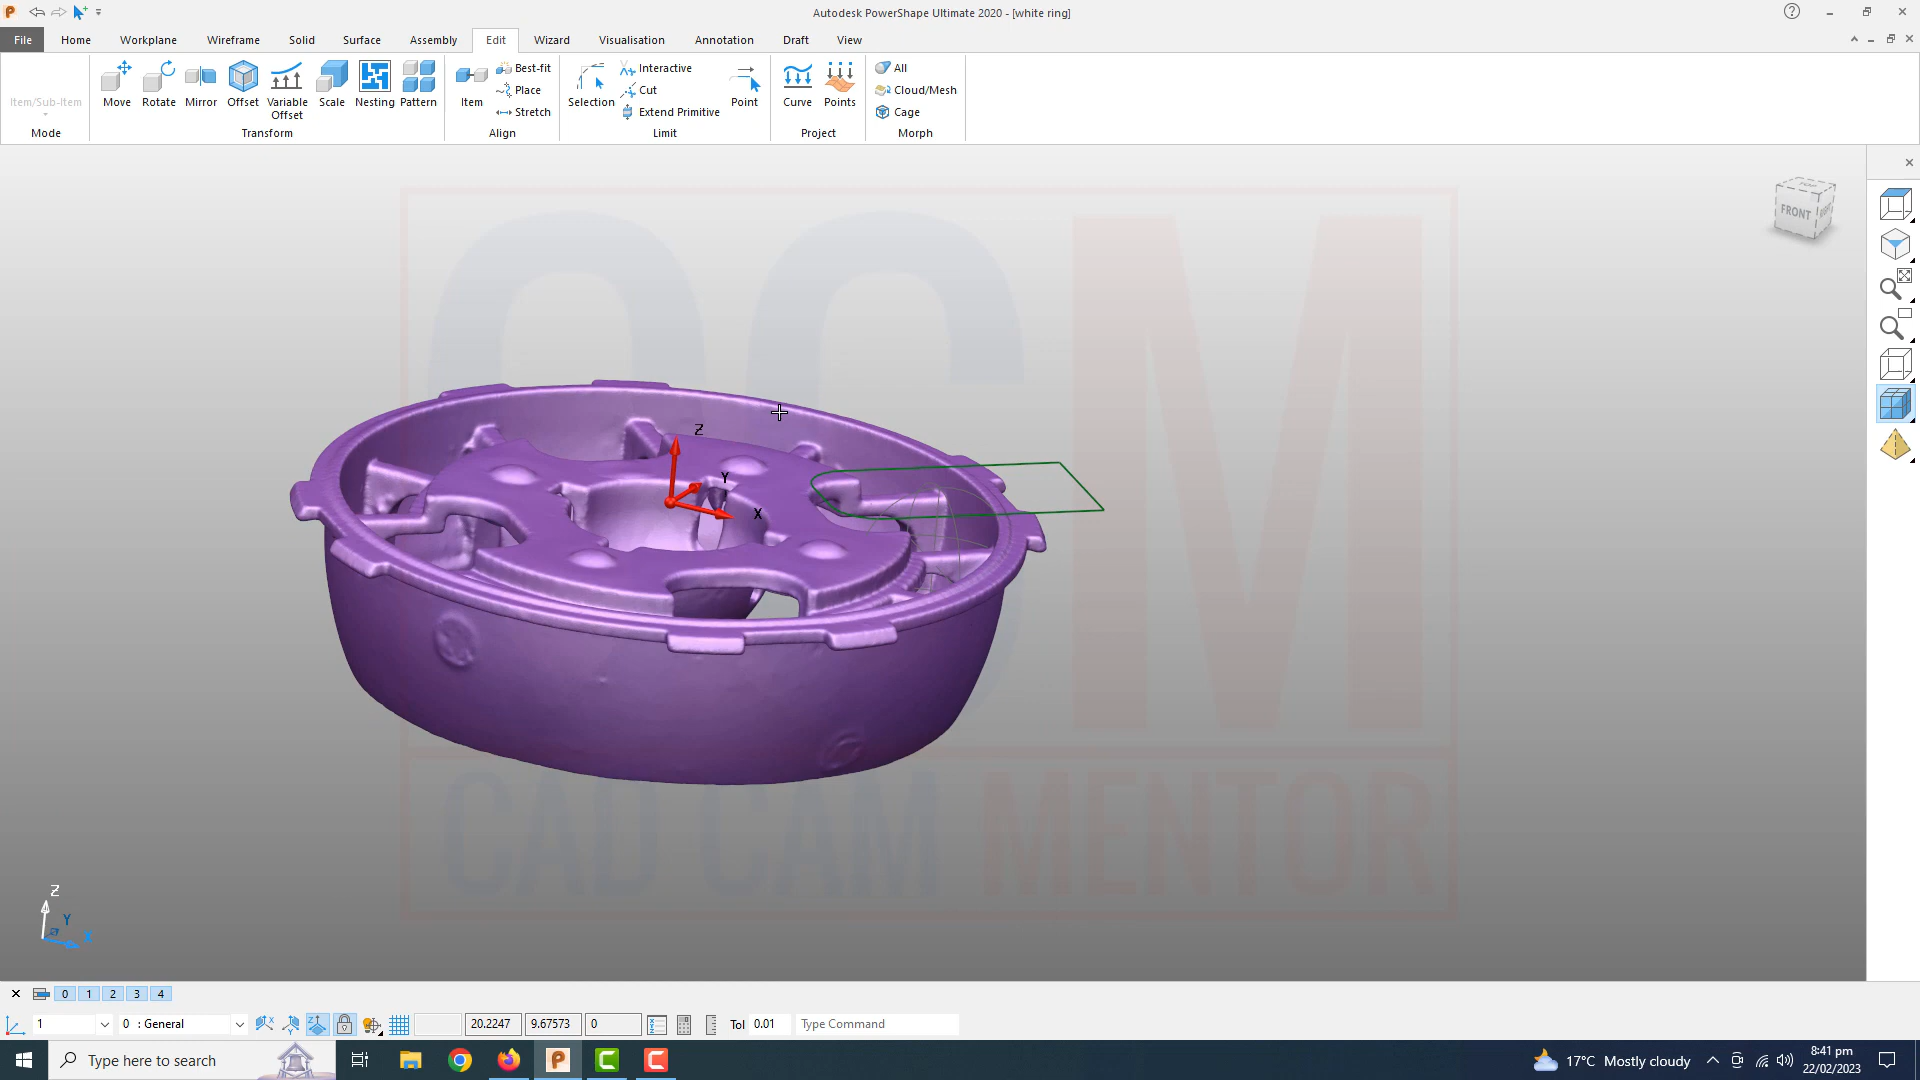 Autodesk PowerShape Ultimate 2020 - [white ring]
File Home Workplane Wireframe Solid Surface Assembly Edit Wizard Visualisation Annotation Draft View
Item/Sub-Item
Mode
Move Rotate Mirror Offset Variable Offset Scale Nesting Pattern
Transform
Item Best-fit Place Stretch
Align
Selection Interactive Cut Extend Primitive Point
Limit
Curve Points
Project
All
Cloud/Mesh
Cage
Morph
TOP
FRONT RIGHT
CCM
CAD CAM MENTOR
Z
Y
X
Z
Y
X
0 1 2 3 4
1 0 : General 20.2247 9.67573 0 Tol 0.01 Type Command
Type here to search
17°C Mostly cloudy
8:41 pm
22/02/2023